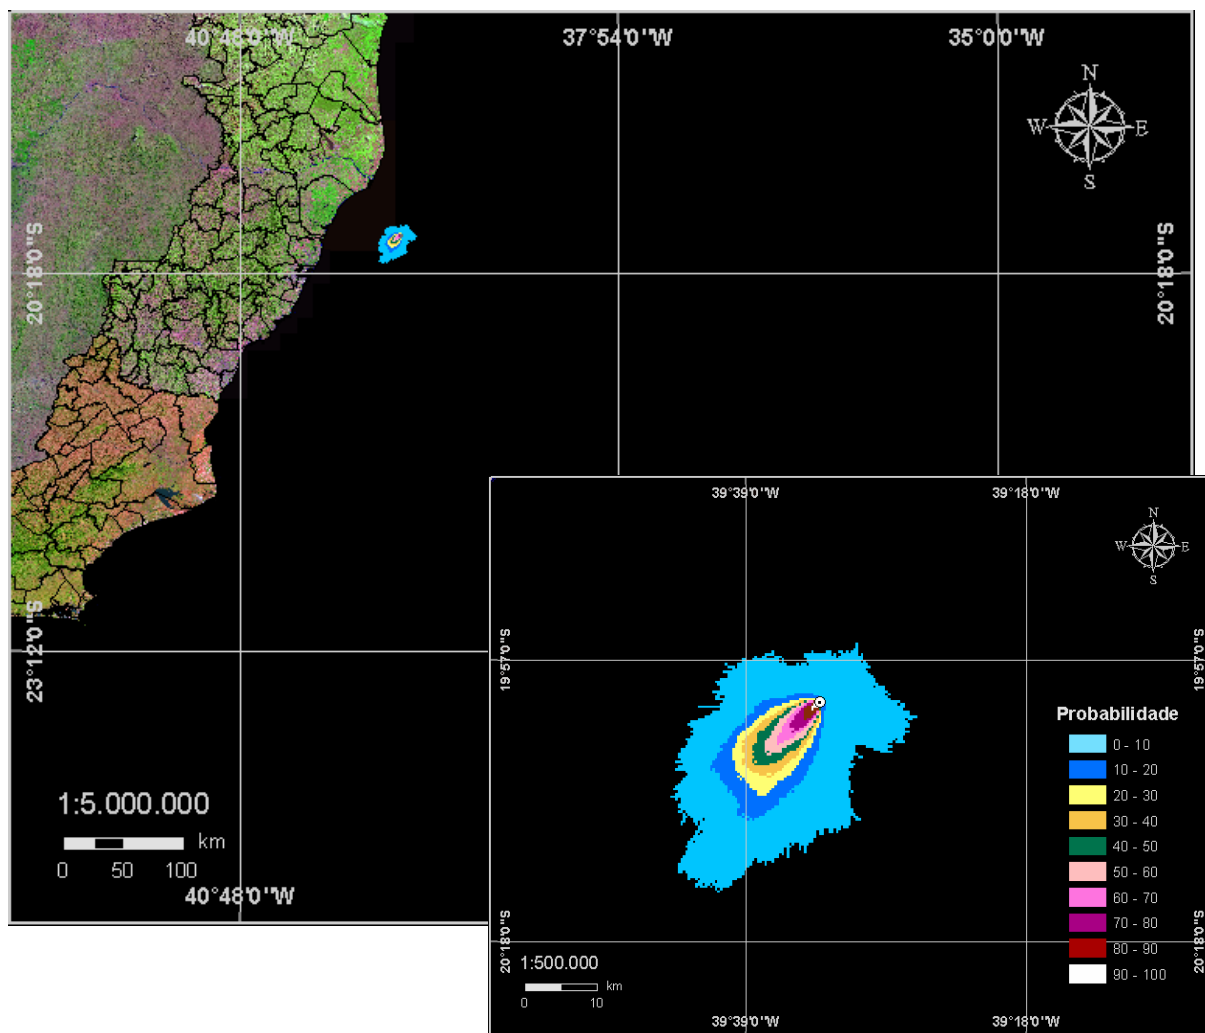 40°48'0"W 37°54'0"W 35°0'0"W
N
W E
S
20°18'0"S 20°18'0"S
23°12'0"S
1:5.000.000
km
0 50 100
40°48'0"W
39°39'0"W 39°18'0"W
N
W E
S
19°57'0"S 19°57'0"S
Probabilidade
0 - 10
10 - 20
20 - 30
30 - 40
40 - 50
50 - 60
60 - 70
70 - 80
80 - 90
90 - 100
20°18'0"S 20°18'0"S
1:500.000
km
0 10
39°39'0"W 39°18'0"W